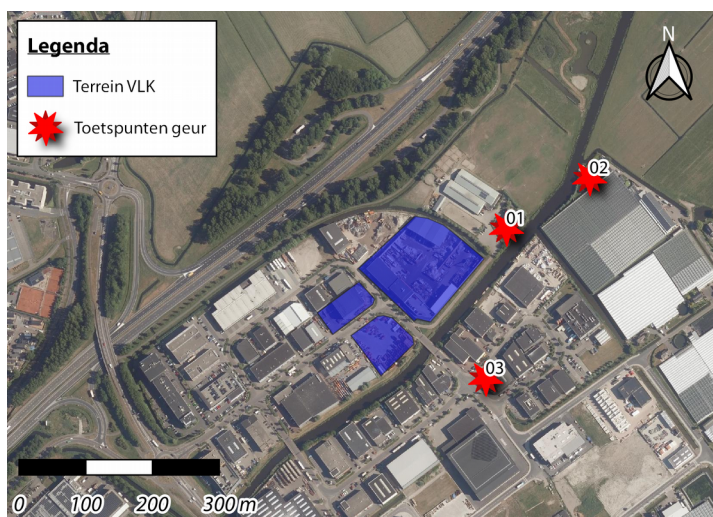 Legenda
Terrein VLK
Toetspunten geur
N
02
01
03
0 100 200 300 m